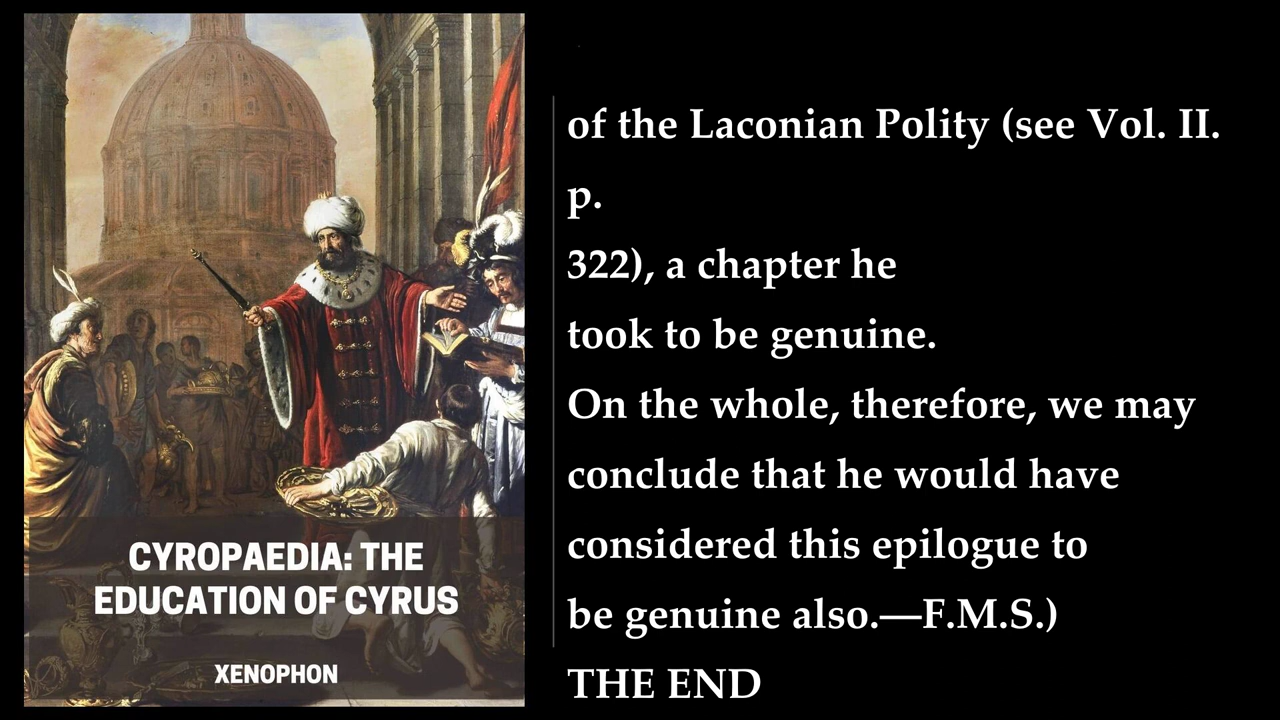 CYROPAEDIA: THE
EDUCATION OF CYRUS
XENOPHON
of the Laconian Polity (see Vol. II.
p.
322), a chapter he
took to be genuine.
On the whole, therefore, we may
conclude that he would have
considered this epilogue to
be genuine also.—F.M.S.)
THE END